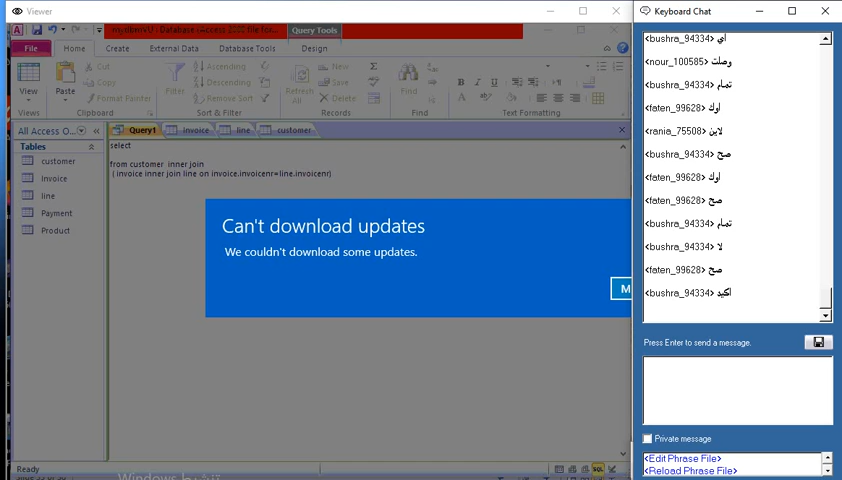 Viewer
Keyboard Chat
Database (Access
Query Tools
File
Home
Create
External Data
Database Tools
Design
View
Paste
Cut
Copy
Format Painter
Filter
Ascending
Descending
Remove Sort
Refresh
All
New
Save
Delete
Find
Views
Clipboard
Sort & Filter
Records
Find
Text Formatting
All Access O...
Query1
Invoice
line
customer
Tables
customer
Invoice
line
Payment
Product
select
from customer inner join
( invoice inner join line on invoice.invoicenr=line.invoicenr)
Can't download updates
We couldn't download some updates.
M
Ready
SQL
Windows
<bushra_94334> اي
<nour_100585> وصلت
<bushra_94334> تمام
<faten_99628> اوك
<rania_75508> لاين
<bushra_94334> صح
<faten_99628> اوك
<faten_99628> صح
<bushra_94334> تمام
<bushra_94334> لا
<faten_99628> صح
<bushra_94334> اكيد
Press Enter to send a message.
Private message
<Edit Phrase File>
<Reload Phrase File>